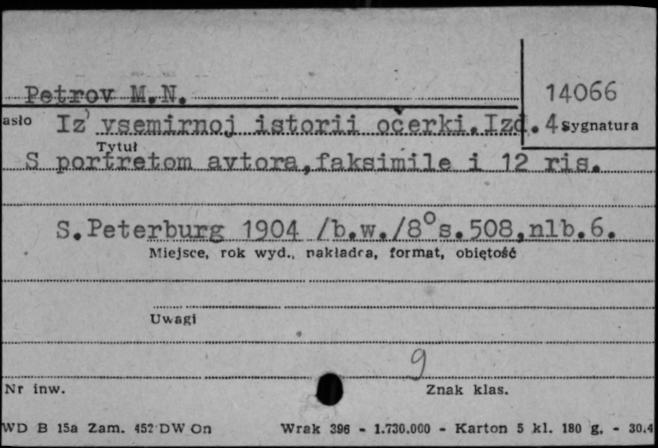 Petrov M.N.
14066
asło Iz' vsemirnoj istorii očerki.Izd.4.
Sygnatura
Tytuł
S portretom avtora,faksimile i 12 ris.
S.Peterburg 1904 /b.w./8° s.508,nlb.6.
Miejsce, rok wyd., nakładca, format, objętość
Uwagi
9
Nr inw.
Znak klas.
WD B 15a Zam. 452 DW On Wrak 396 - 1.730.000 - Karton 5 kl. 180 g. - 30.4